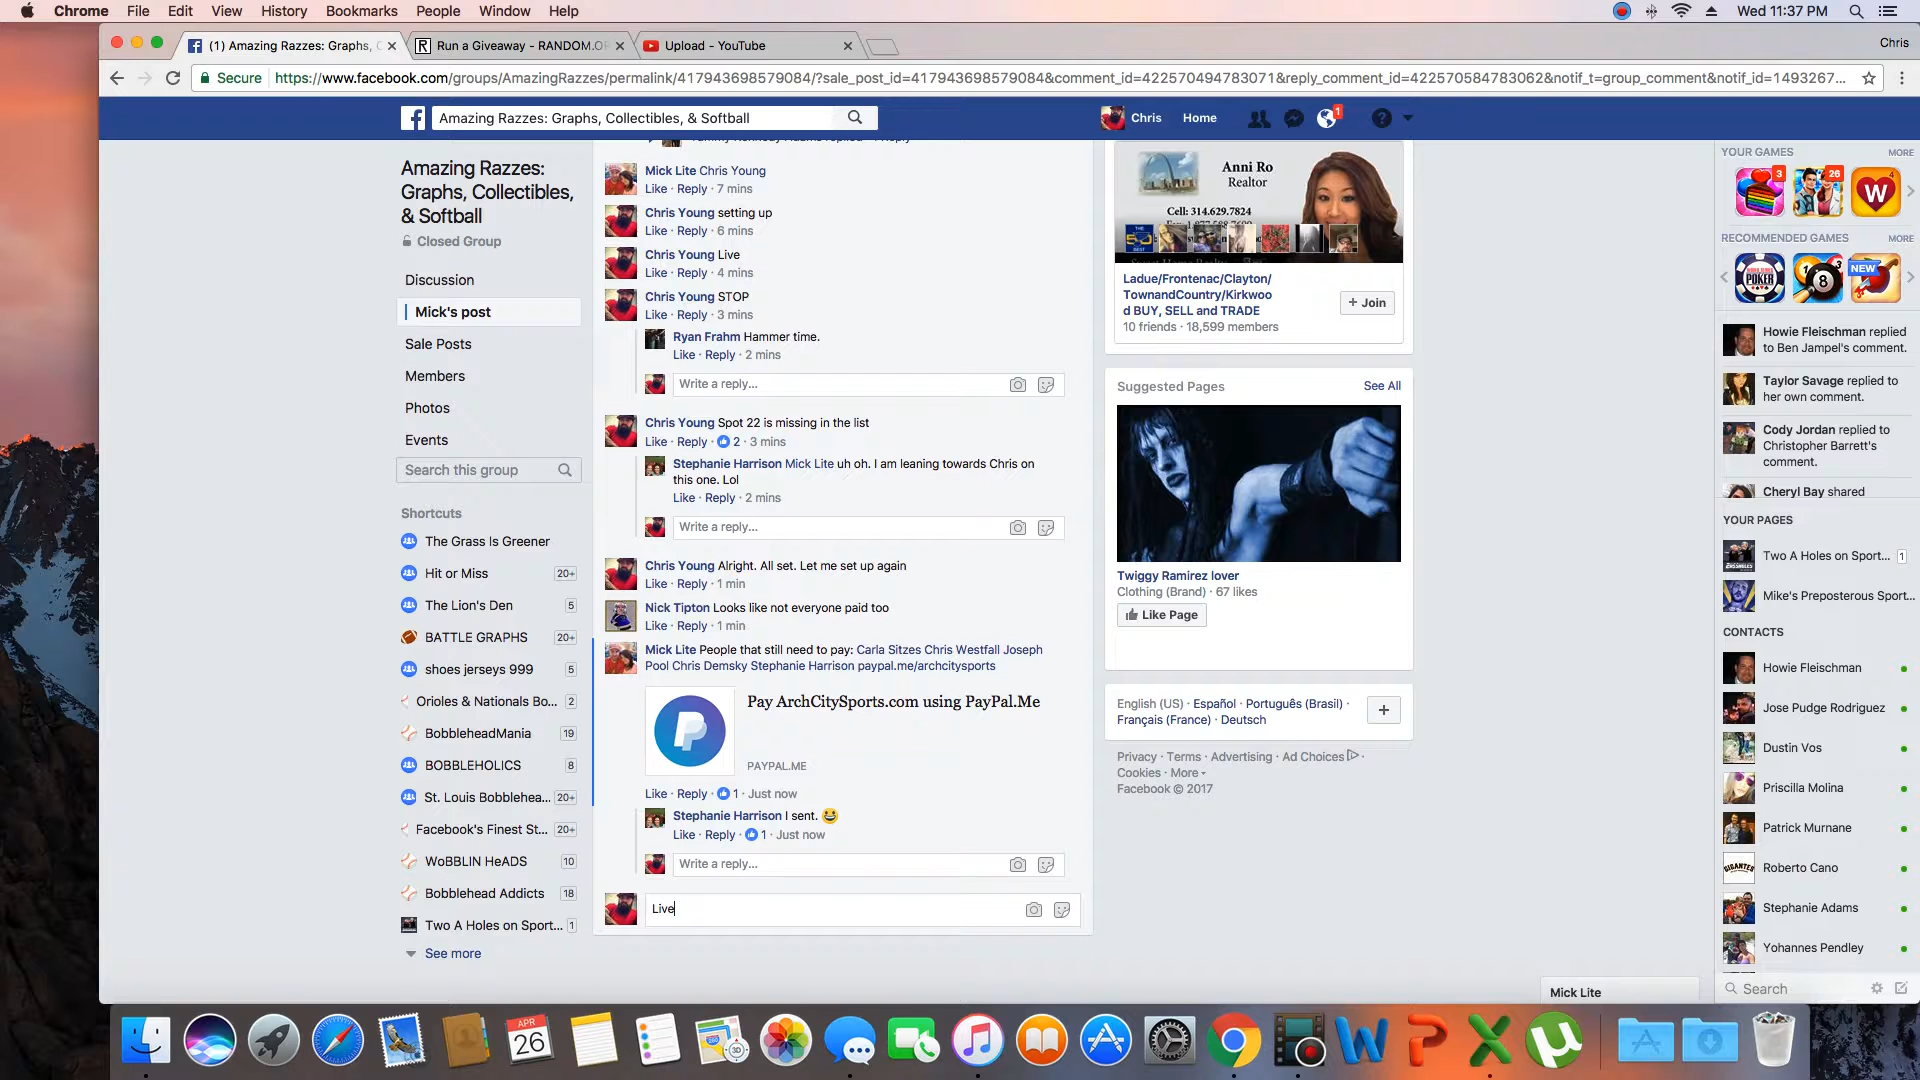 Chrome File Edit View History Bookmarks People Window Help
Wed 11:37 PM
(1) Amazing Razzes: Graphs, C
Run a Giveaway - RANDOM.OR
Upload - YouTube
Chris
Secure https://www.facebook.com/groups/AmazingRazzes/permalink/417943698579084/?sale_post_id=417943698579084&comment_id=422570494783071&reply_comment_id=422570584783062&notif_t=group_comment&notif_id=1493267...
Amazing Razzes: Graphs, Collectibles, & Softball
Chris Home 1
Amazing Razzes:
Graphs, Collectibles,
& Softball
Closed Group
Discussion
Mick's post
Sale Posts
Members
Photos
Events
Search this group
Shortcuts
The Grass Is Greener
Hit or Miss 20+
The Lion's Den 5
BATTLE GRAPHS 20+
shoes jerseys 999 5
Orioles & Nationals Bo... 2
BobbleheadMania 19
BOBBLEHOLICS 8
St. Louis Bobblehea... 20+
Facebook's Finest St... 20+
WoBBLIN HeADS 10
Bobblehead Addicts 18
Two A Holes on Sport... 1
See more
Mick Lite Chris Young
Like · Reply · 7 mins
Chris Young setting up
Like · Reply · 6 mins
Chris Young Live
Like · Reply · 4 mins
Chris Young STOP
Like · Reply · 3 mins
Ryan Frahm Hammer time.
Like · Reply · 2 mins
Write a reply...
Chris Young Spot 22 is missing in the list
Like · Reply · 2 · 3 mins
Stephanie Harrison Mick Lite uh oh. I am leaning towards Chris on
this one. Lol
Like · Reply · 2 mins
Write a reply...
Chris Young Alright. All set. Let me set up again
Like · Reply · 1 min
Nick Tipton Looks like not everyone paid too
Like · Reply · 1 min
Mick Lite People that still need to pay: Carla Sitzes Chris Westfall Joseph
Pool Chris Demsky Stephanie Harrison paypal.me/archcitysports
Pay ArchCitySports.com using PayPal.Me
PAYPAL.ME
Like · Reply · 1 · Just now
Stephanie Harrison I sent. 😀
Like · Reply · 1 · Just now
Write a reply...
Live
Anni Ro
Realtor
Cell: 314.629.7824
Ladue/Frontenac/Clayton/
TownandCountry/Kirkwoo
d BUY, SELL and TRADE
10 friends · 18,599 members
+ Join
Suggested Pages See All
Twiggy Ramirez lover
Clothing (Brand) · 67 likes
Like Page
English (US) · Español · Português (Brasil) ·
Français (France) · Deutsch
Privacy · Terms · Advertising · Ad Choices ·
Cookies · More
Facebook © 2017
YOUR GAMES MORE
3 26 4
W
RECOMMENDED GAMES MORE
POKER 8 NEW
Howie Fleischman replied
to Ben Jampel's comment.
Taylor Savage replied to
her own comment.
Cody Jordan replied to
Christopher Barrett's
comment.
Cheryl Bay shared
YOUR PAGES
Two A Holes on Sport... 1
Mike's Preposterous Sport...
CONTACTS
Howie Fleischman
Jose Pudge Rodriguez
Dustin Vos
Priscilla Molina
Patrick Murnane
Roberto Cano
Stephanie Adams
Yohannes Pendley
Search
Mick Lite
APR
26